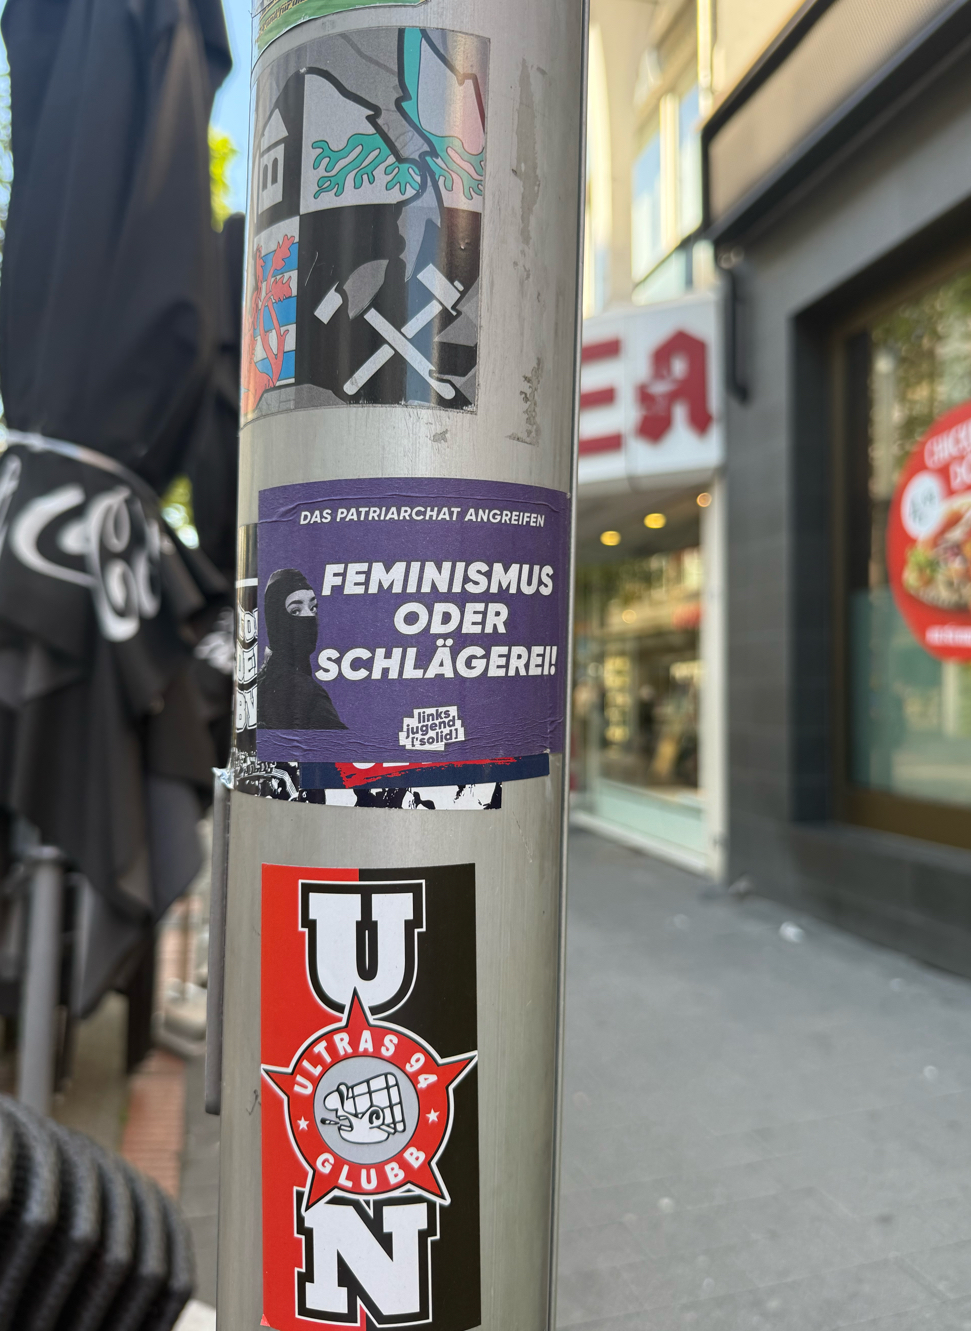 DAS PATRIARCHAT ANGREIFEN
FEMINISMUS
ODER
SCHLÄGEREI!
links
jugend
['solid]
U
ULTRAS 94
GLUBB
N